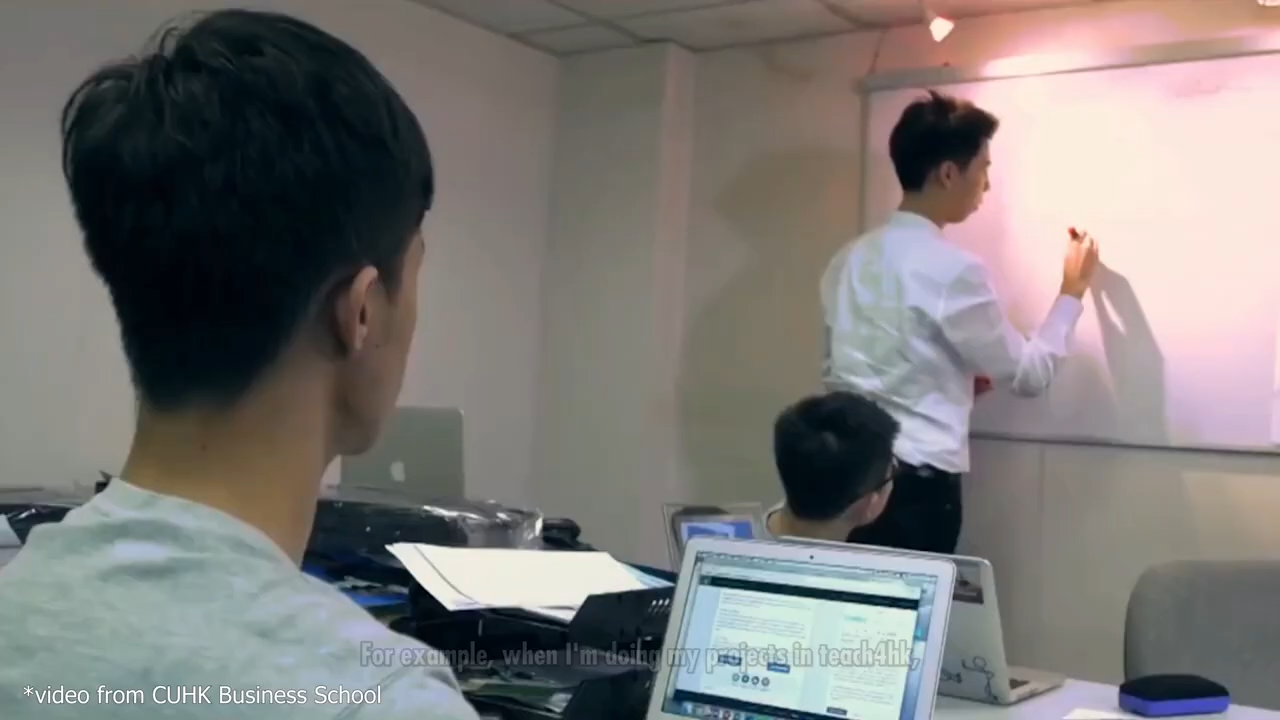 For example, when I'm doing my projects in teach4hk,
*video from CUHK Business School